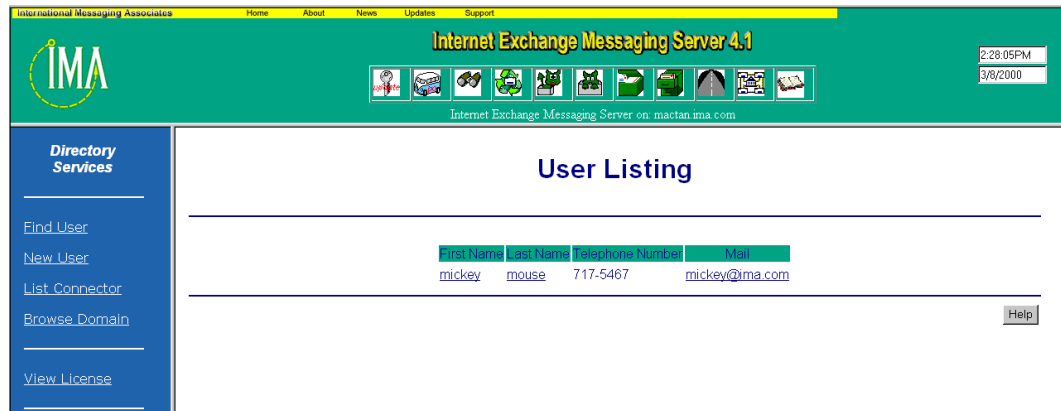 International Messaging Associates Home About News Updates Support
IMA
Internet Exchange Messaging Server 4.1
2:28:05PM
3/8/2000
update
Internet Exchange Messaging Server on: mactan.ima.com
Directory
Services
Find User
New User
List Connector
Browse Domain
View License
User Listing
First Name Last Name Telephone Number Mail
mickey mouse 717-5467 mickey@ima.com
Help